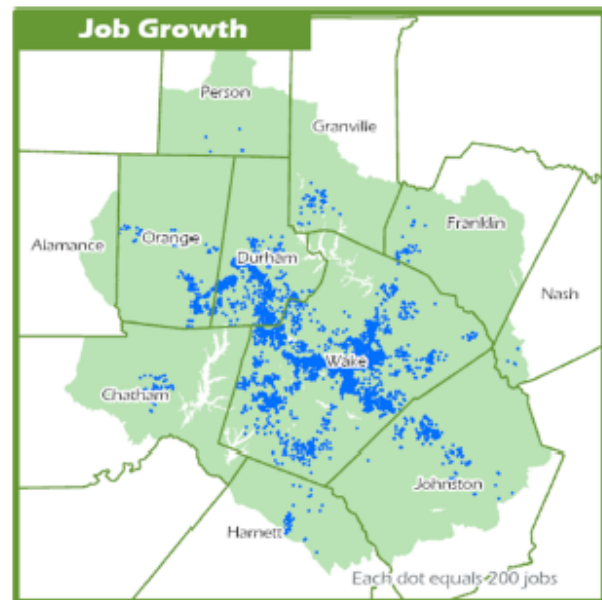 Job Growth
Person
Granville
Franklin
Alamance
Orange
Durham
Nash
Wake
Chatham
Johnston
Harnett
Each dot equals 200 jobs